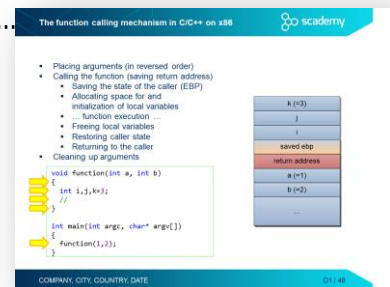 ...
The function calling mechanism in C/C++ on x86
scademy
Placing arguments (in reversed order)
Calling the function (saving return address)
Saving the state of the caller (EBP)
Allocating space for and
initialization of local variables
... function execution ...
Freeing local variables
Restoring caller state
Returning to the caller
Cleaning up arguments
void function(int a, int b)
{
int i,j,k=3;
//
}
int main(int argc, char* argv[])
{
function(1,2);
}
k (=3)
j
i
saved ebp
return address
a (=1)
b (=2)
...
COMPANY, CITY, COUNTRY, DATE
D1 / 48